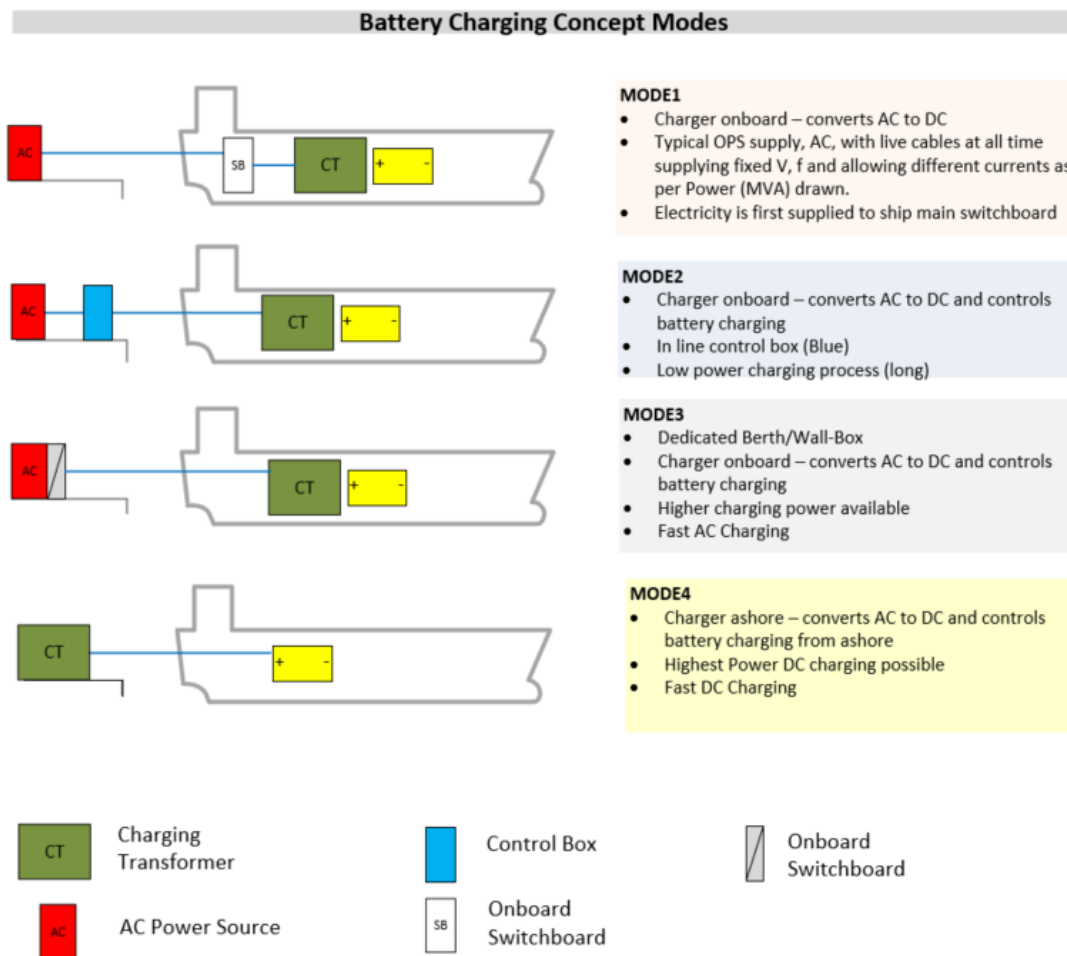 Battery Charging Concept Modes
AC
SB
CT
+ -
MODE1
• Charger onboard – converts AC to DC
• Typical OPS supply, AC, with live cables at all time
supplying fixed V, f and allowing different currents as
per Power (MVA) drawn.
• Electricity is first supplied to ship main switchboard
AC
CT
+ -
MODE2
• Charger onboard – converts AC to DC and controls
battery charging
• In line control box (Blue)
• Low power charging process (long)
AC
CT
+ -
MODE3
• Dedicated Berth/Wall-Box
• Charger onboard – converts AC to DC and controls
battery charging
• Higher charging power available
• Fast AC Charging
CT
+ -
MODE4
• Charger ashore – converts AC to DC and controls
battery charging from ashore
• Highest Power DC charging possible
• Fast DC Charging
CT
Charging
Transformer
Control Box
Onboard
Switchboard
AC
AC Power Source
SB
Onboard
Switchboard